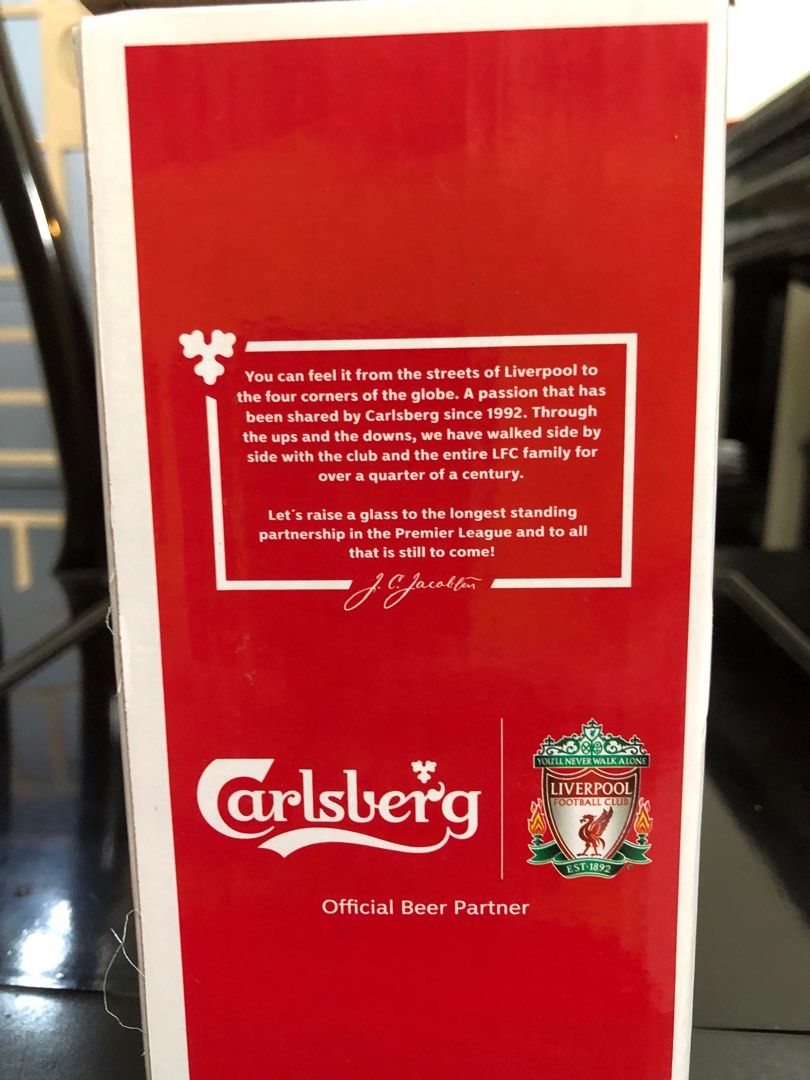 You can feel it from the streets of Liverpool to
the four corners of the globe. A passion that has
been shared by Carlsberg since 1992. Through
the ups and the downs, we have walked side by
side with the club and the entire LFC family for
over a quarter of a century.
Let´s raise a glass to the longest standing
partnership in the Premier League and to all
that is still to come!
J. C. Jacobsen
Carlsberg
YOU'LL NEVER WALK ALONE
LIVERPOOL
FOOTBALL CLUB
EST·1892
Official Beer Partner